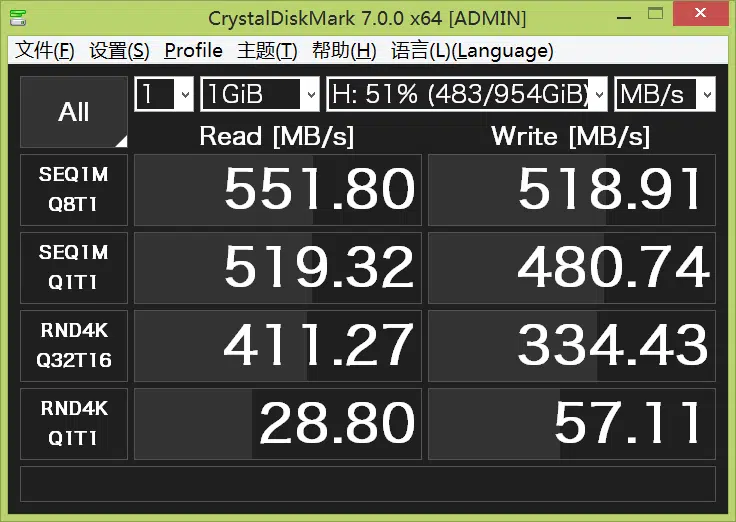 CrystalDiskMark 7.0.0 x64 [ADMIN]
文件(F) 设置(S) Profile 主题(T) 帮助(H) 语言(L)(Language)
All 1 1GiB H: 51% (483/954GiB) MB/s
Read [MB/s] Write [MB/s]
SEQ1M
Q8T1
551.80 518.91
SEQ1M
Q1T1
519.32 480.74
RND4K
Q32T16
411.27 334.43
RND4K
Q1T1
28.80 57.11